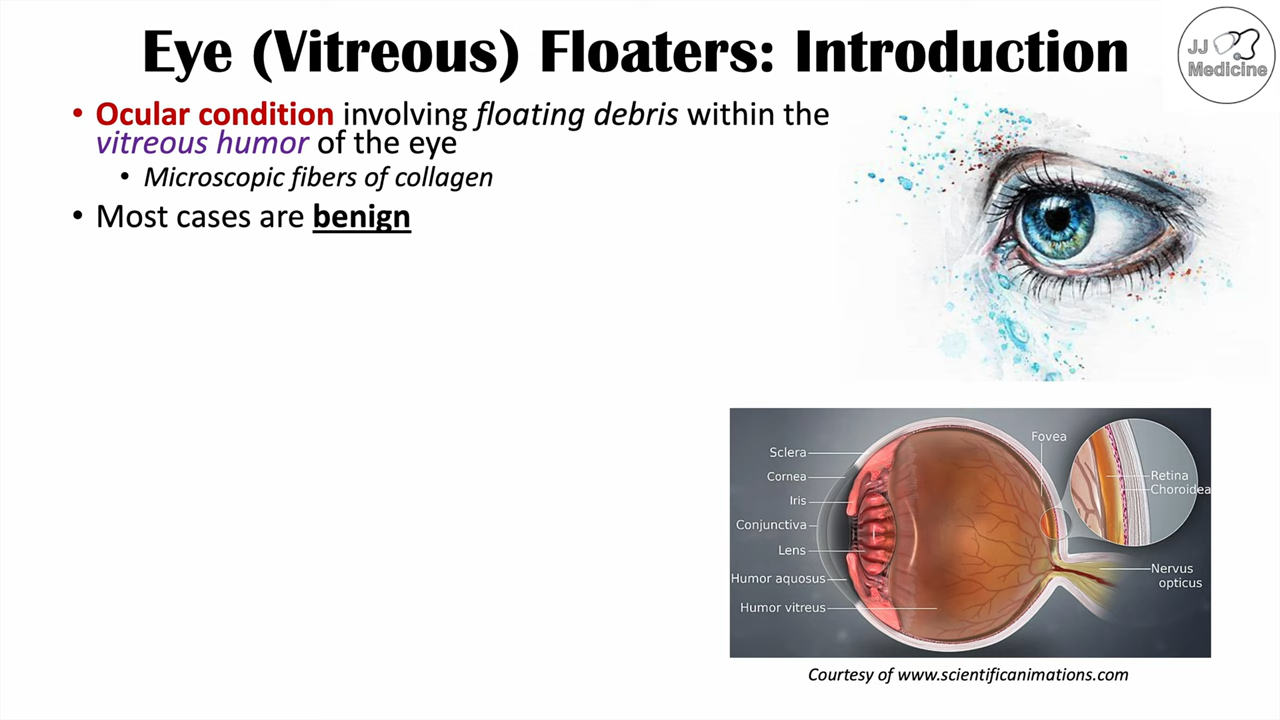 Eye (Vitreous) Floaters: Introduction
JJ
Medicine
• Ocular condition involving floating debris within the
vitreous humor of the eye
• Microscopic fibers of collagen
• Most cases are benign
Fovea
Sclera
Cornea
Iris
Conjunctiva
Lens
Humor aquosus
Humor vitreus
Retina
Choroidea
Nervus
opticus
Courtesy of www.scientificanimations.com